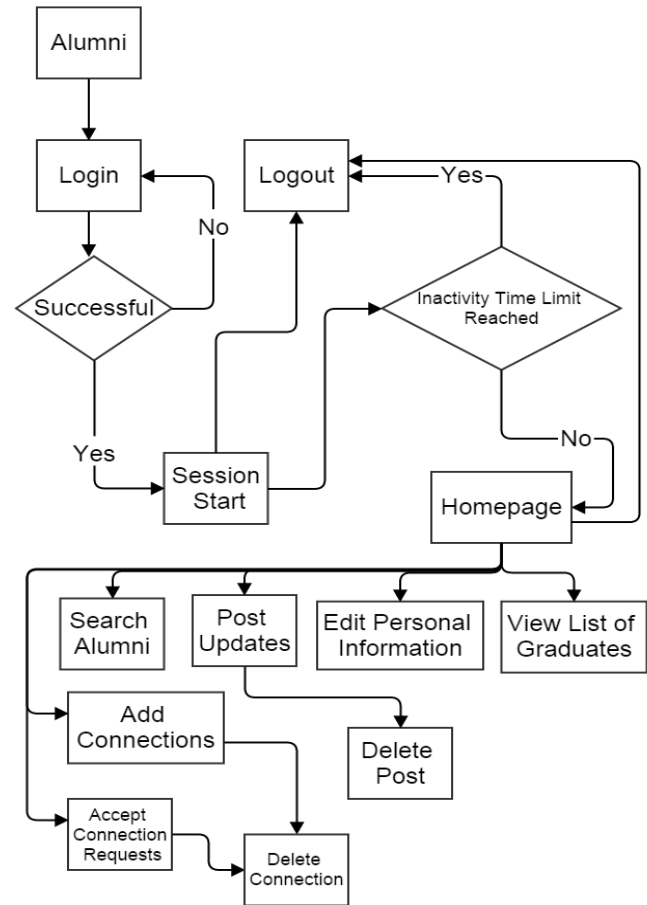 Alumni
Login
Logout
Yes
No
Successful
Inactivity Time Limit
Reached
Yes
No
Session
Start
Homepage
Search
Alumni
Post
Updates
Edit Personal
Information
View List of
Graduates
Add
Connections
Delete
Post
Accept
Connection
Requests
Delete
Connection